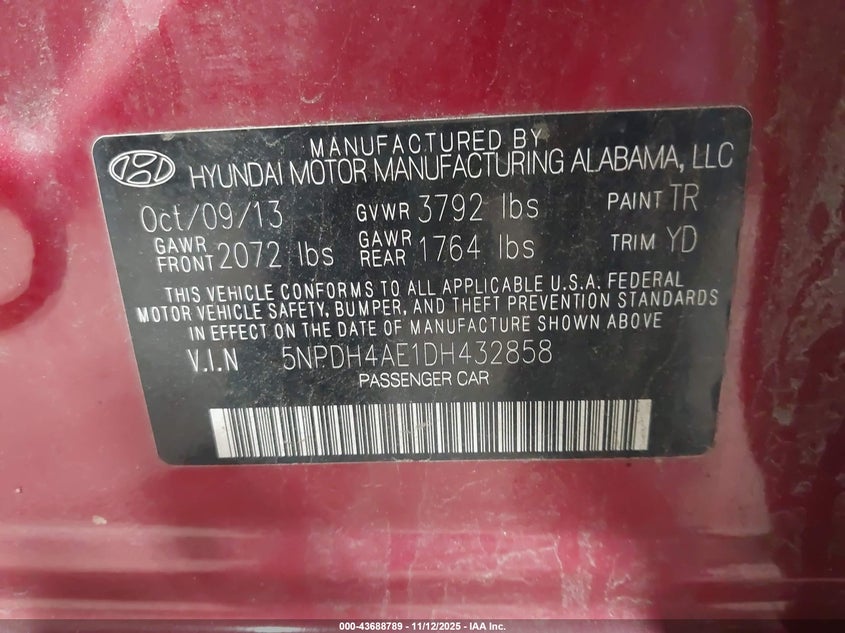 MANUFACTURED BY
HYUNDAI MOTOR MANUFACTURING ALABAMA, LLC
Oct/09/13 GVWR 3792 lbs PAINT TR
GAWR FRONT 2072 lbs GAWR REAR 1764 lbs TRIM YD
THIS VEHICLE CONFORMS TO ALL APPLICABLE U.S.A. FEDERAL
MOTOR VEHICLE SAFETY, BUMPER, AND THEFT PREVENTION STANDARDS
IN EFFECT ON THE DATE OF MANUFACTURE SHOWN ABOVE
V.I.N 5NPDH4AE1DH432858
PASSENGER CAR
000-43688789 - 11/12/2025 - IAA Inc.